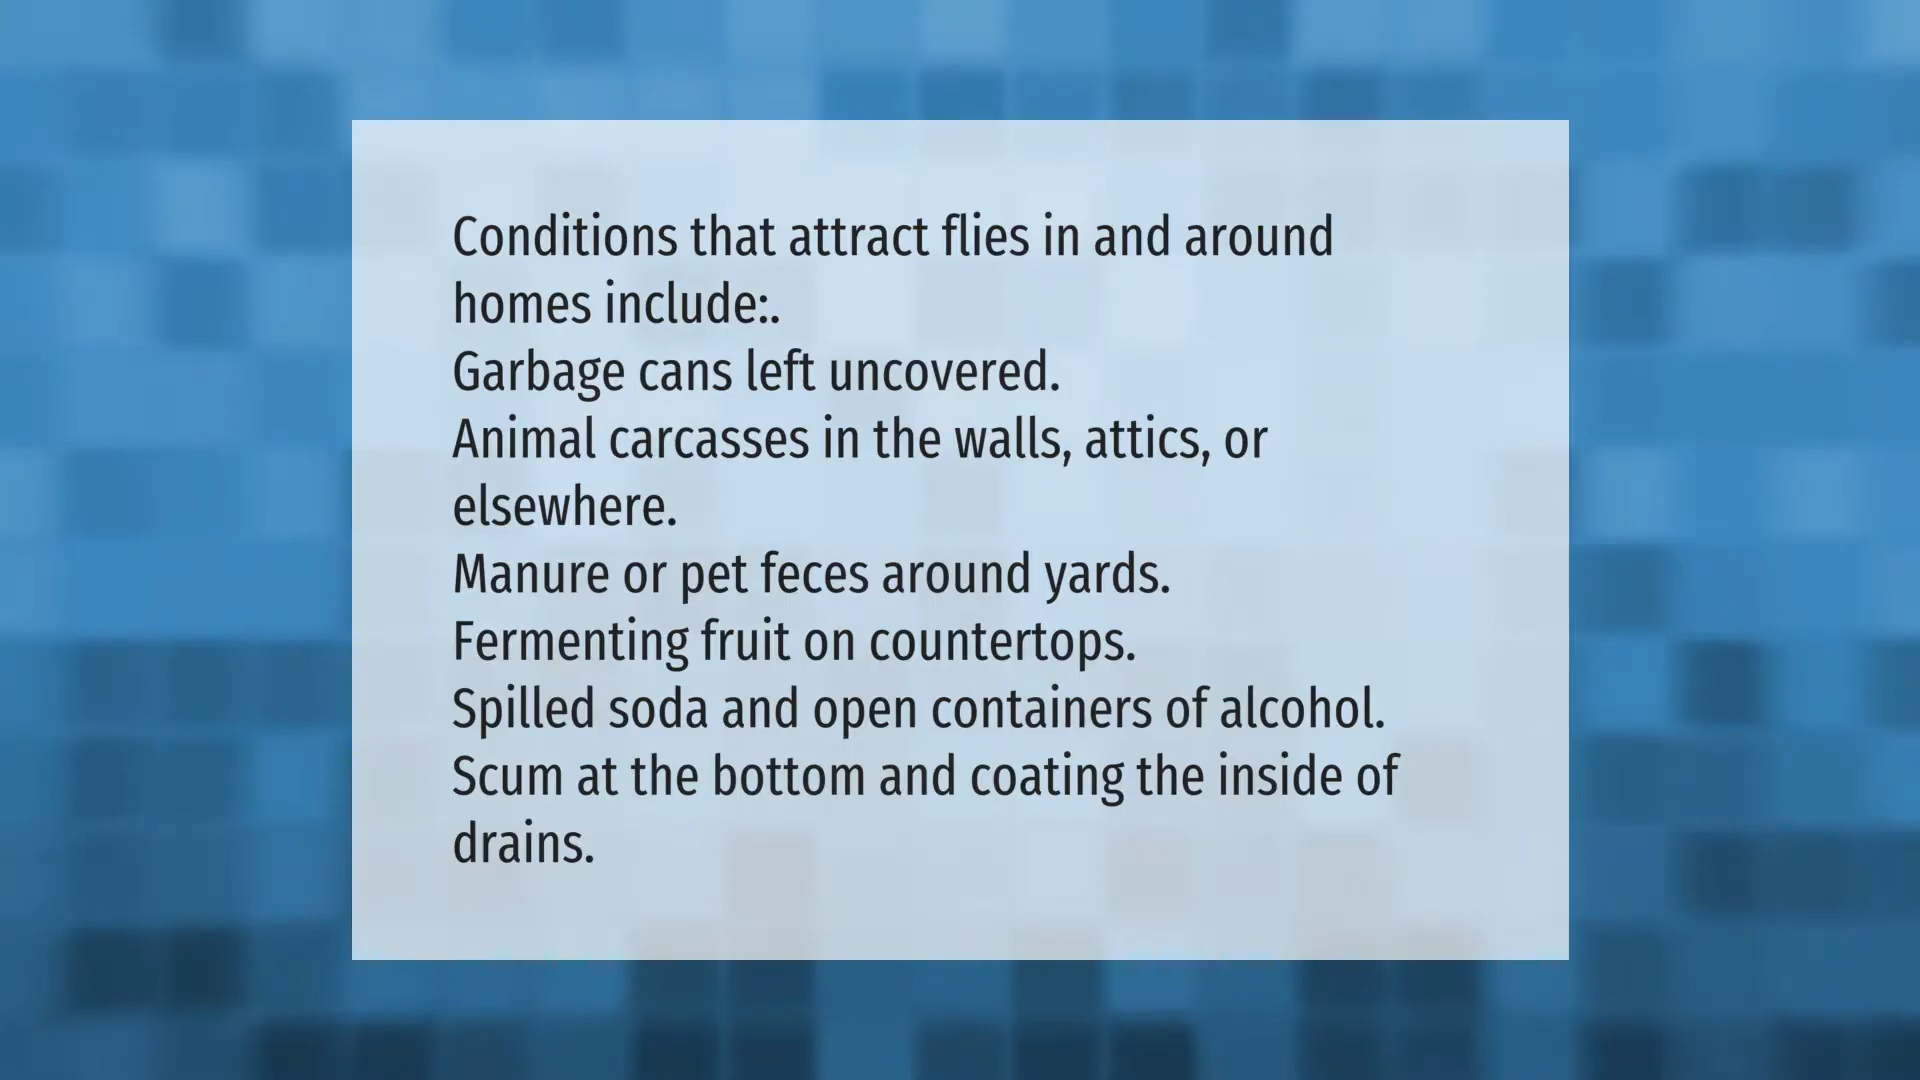 Conditions that attract flies in and around
homes include:.
Garbage cans left uncovered.
Animal carcasses in the walls, attics, or
elsewhere.
Manure or pet feces around yards.
Fermenting fruit on countertops.
Spilled soda and open containers of alcohol.
Scum at the bottom and coating the inside of
drains.